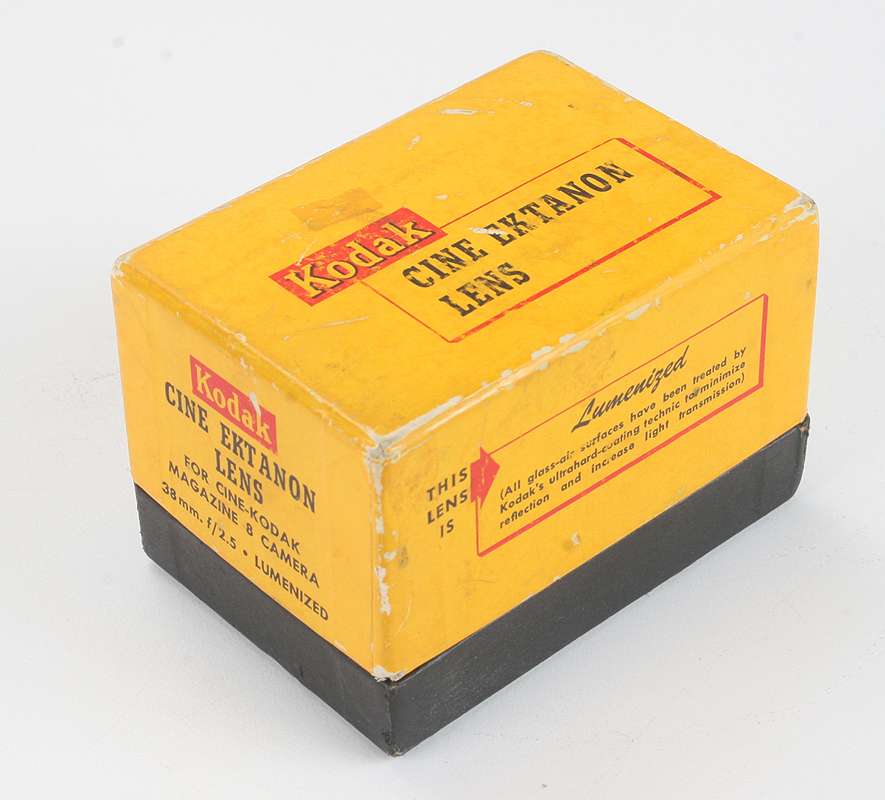 Kodak
CINE EKTANON
LENS
Kodak
CINE EKTANON
LENS
FOR CINE-KODAK
MAGAZINE 8 CAMERA
38mm. f/2.5 • LUMENIZED
THIS
LENS
IS
Lumenized
(All glass-air surfaces have been treated by
Kodak's ultrahard-coating technic to minimize
reflection and increase light transmission)